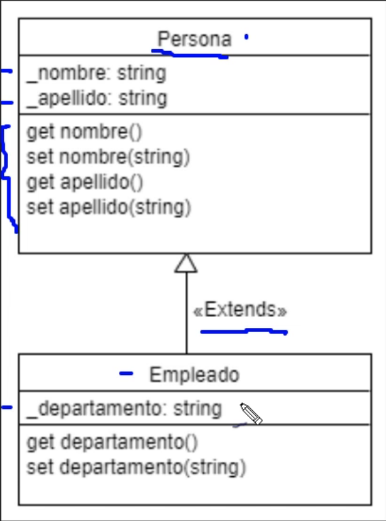 Persona
_nombre: string
_apellido: string
get nombre()
set nombre(string)
get apellido()
set apellido(string)
«Extends»
Empleado
_departamento: string
get departamento()
set departamento(string)